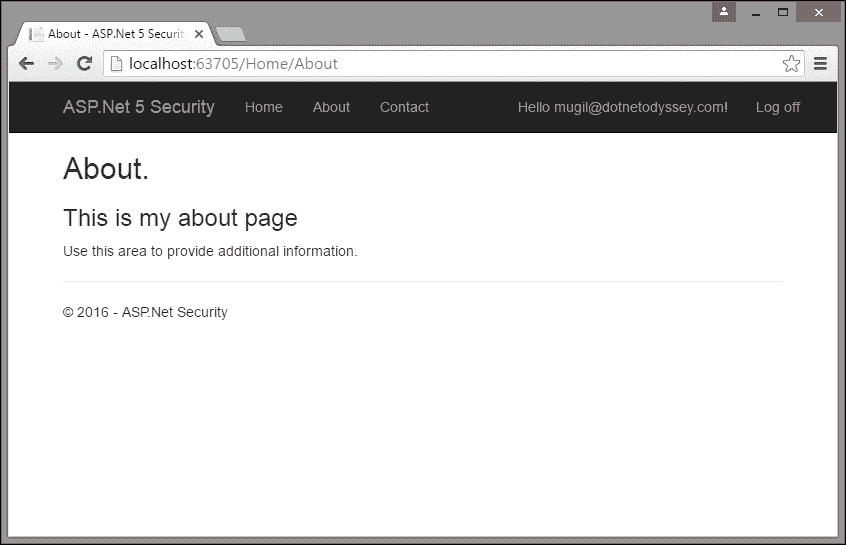 About - ASP.Net 5 Securit
localhost:63705/Home/About
ASP.Net 5 Security Home About Contact Hello mugil@dotnetodyssey.com! Log off
About.
This is my about page
Use this area to provide additional information.
© 2016 - ASP.Net Security